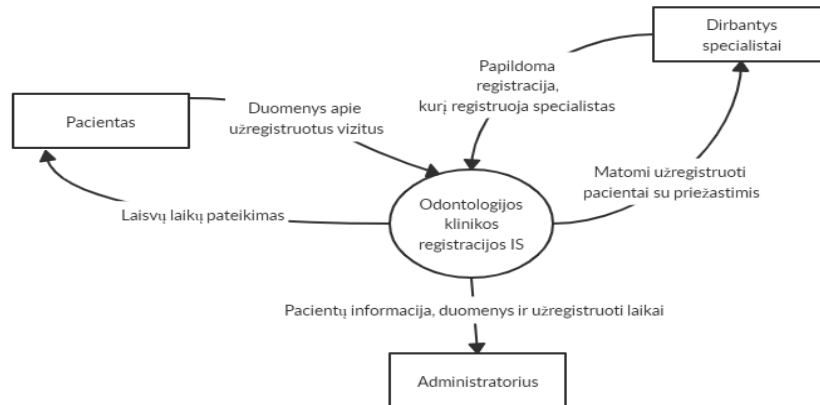 Dirbantys
specialistai
Papildoma
registracija,
kurį registruoja specialistas
Pacientas
Duomenys apie
užregistruotus vizitus
Matomi užregistruoti
pacientai su priežastimis
Laisvų laikų pateikimas
Odontologijos
klinikos
registracijos IS
Pacientų informacija, duomenys ir užregistruoti laikai
Administratorius